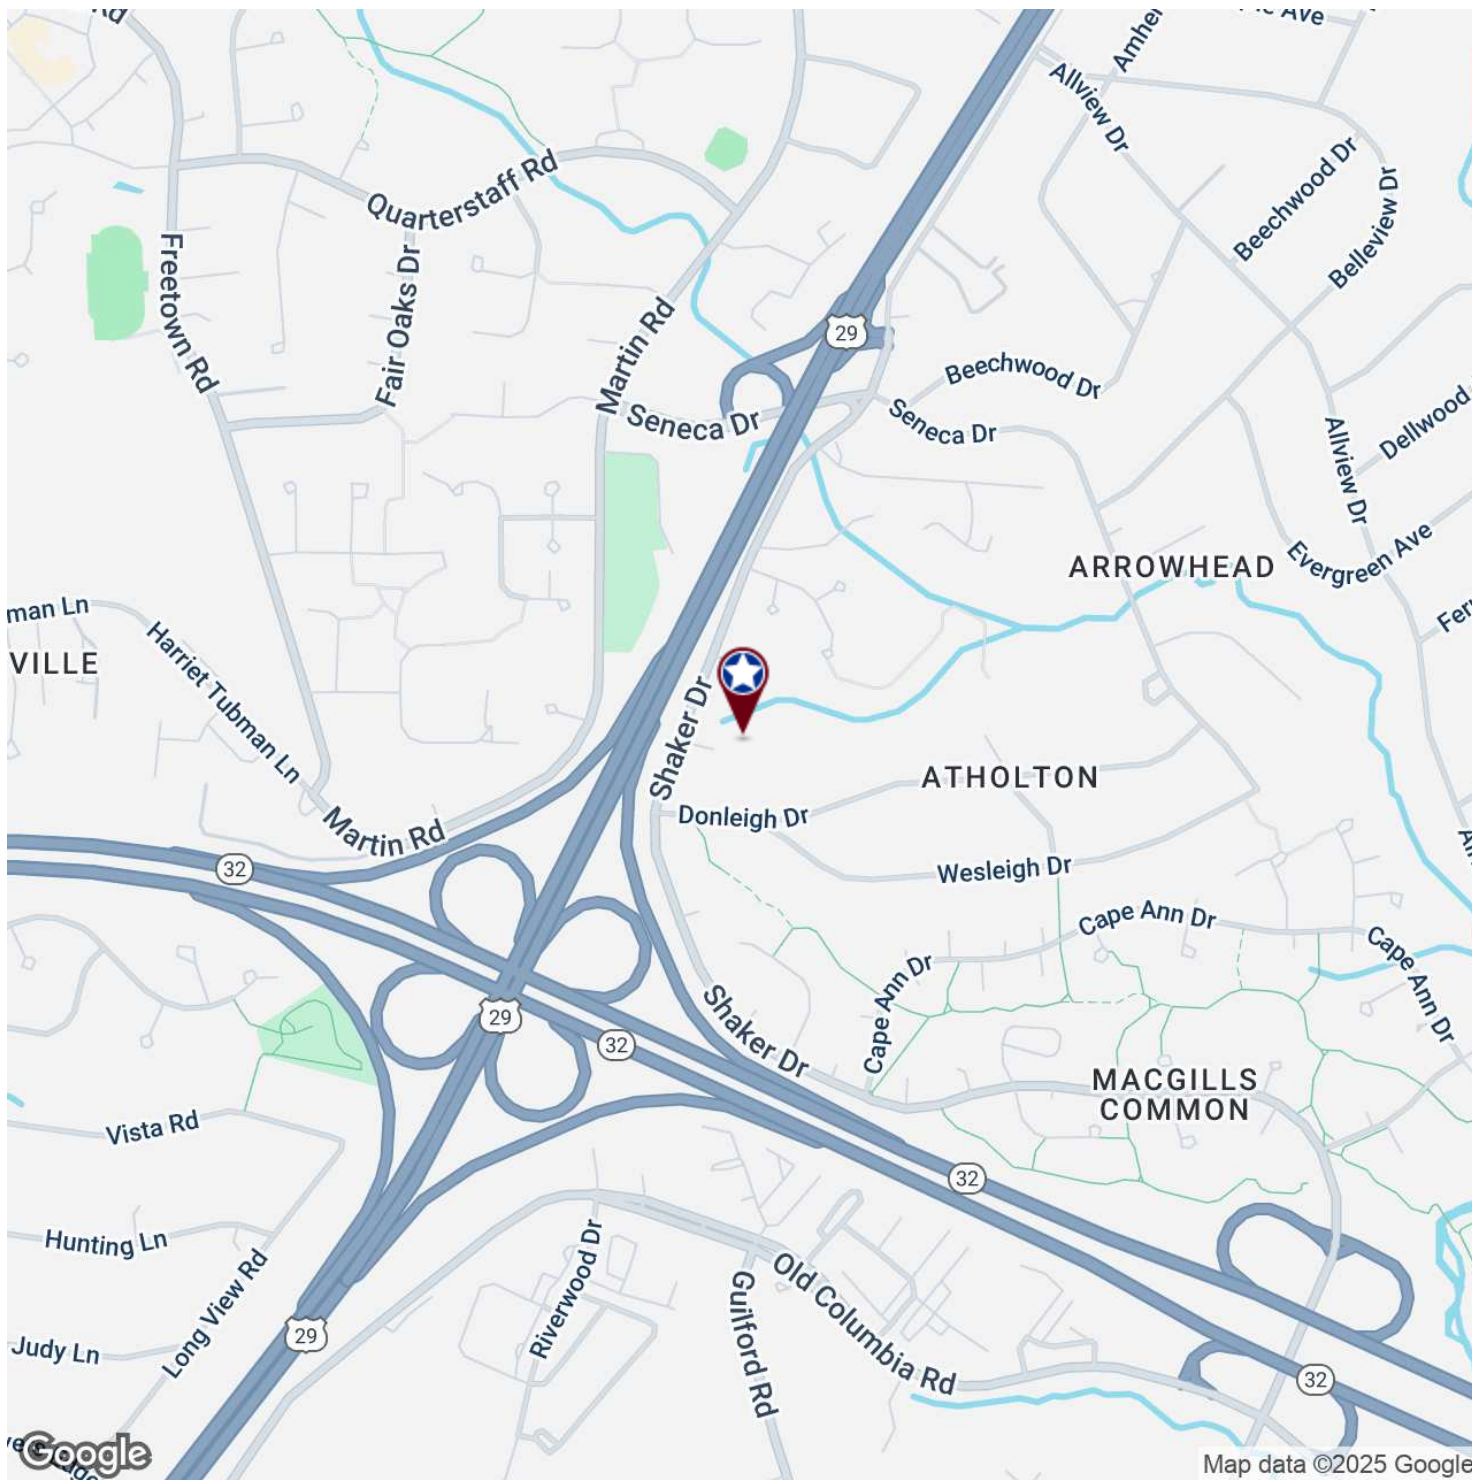 Rd
Allview Dr
Beechwood Dr
Belleview Dr
Quarterstaff Rd
Freetown Rd
Fair Oaks Dr
Martin Rd
29
Beechwood Dr
Seneca Dr
Seneca Dr
Allview Dr
Dellwood
Evergreen Ave
ARROWHEAD
man Ln
VILLE
Harriet Tubman Ln
Shaker Dr
ATHOLTON
Donleigh Dr
Martin Rd
32
Wesleigh Dr
Cape Ann Dr
Cape Ann Dr
Cape Ann Dr
29
32
Shaker Dr
MACGILLS
COMMON
Vista Rd
32
Hunting Ln
Long View Rd
Riverwood Dr
Guilford Rd
Old Columbia Rd
29
Judy Ln
32
Google
Map data ©2025 Google